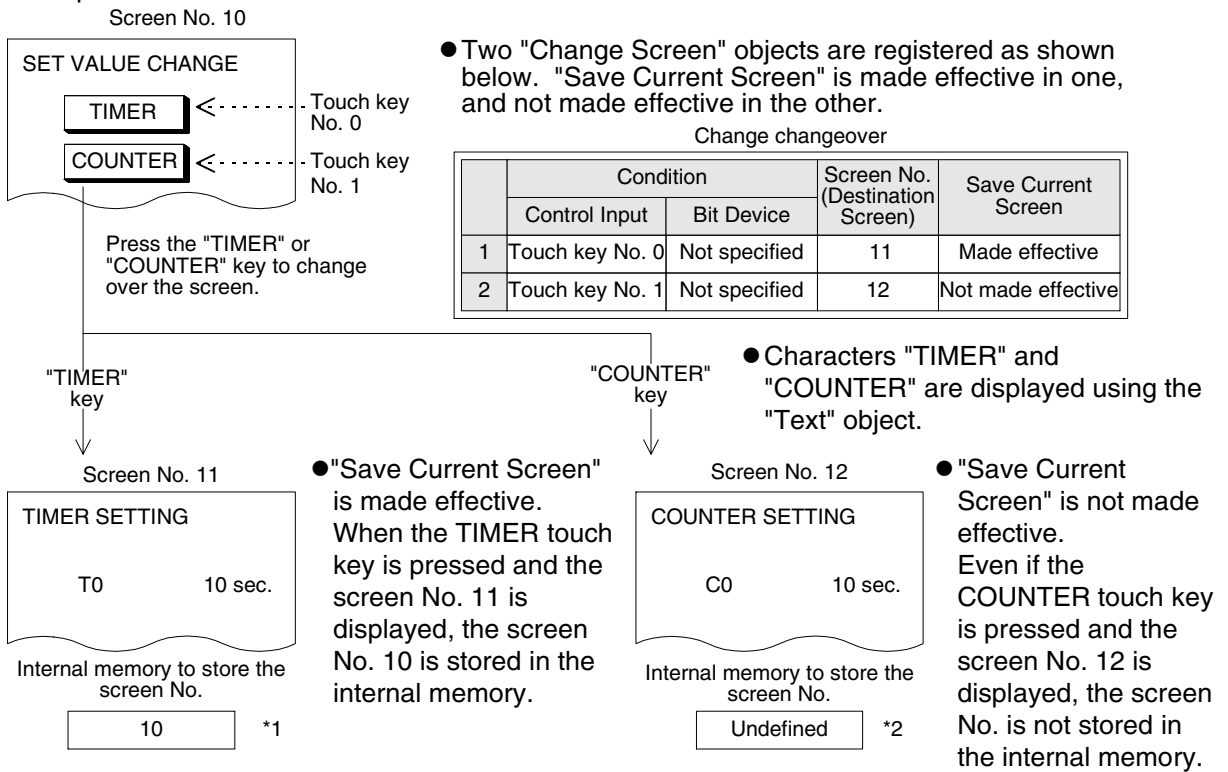 Screen No. 10
SET VALUE CHANGE
TIMER
Touch key
No. 0
COUNTER
Touch key
No. 1
Press the "TIMER" or
"COUNTER" key to change
over the screen.
● Two "Change Screen" objects are registered as shown
below. "Save Current Screen" is made effective in one,
and not made effective in the other.
Change changeover
Condition
Screen No.
(Destination
Screen)
Save Current
Screen
Control Input
Bit Device
1 Touch key No. 0 Not specified 11 Made effective
2 Touch key No. 1 Not specified 12 Not made effective
"TIMER"
key
"COUNTER"
key
● Characters "TIMER" and
"COUNTER" are displayed using the
"Text" object.
Screen No. 11
TIMER SETTING
T0 10 sec.
Internal memory to store the
screen No.
10 *1
● "Save Current Screen"
is made effective.
When the TIMER touch
key is pressed and the
screen No. 11 is
displayed, the screen
No. 10 is stored in the
internal memory.
Screen No. 12
COUNTER SETTING
C0 10 sec.
Internal memory to store the
screen No.
Undefined *2
● "Save Current
Screen" is not made
effective.
Even if the
COUNTER touch key
is pressed and the
screen No. 12 is
displayed, the screen
No. is not stored in
the internal memory.